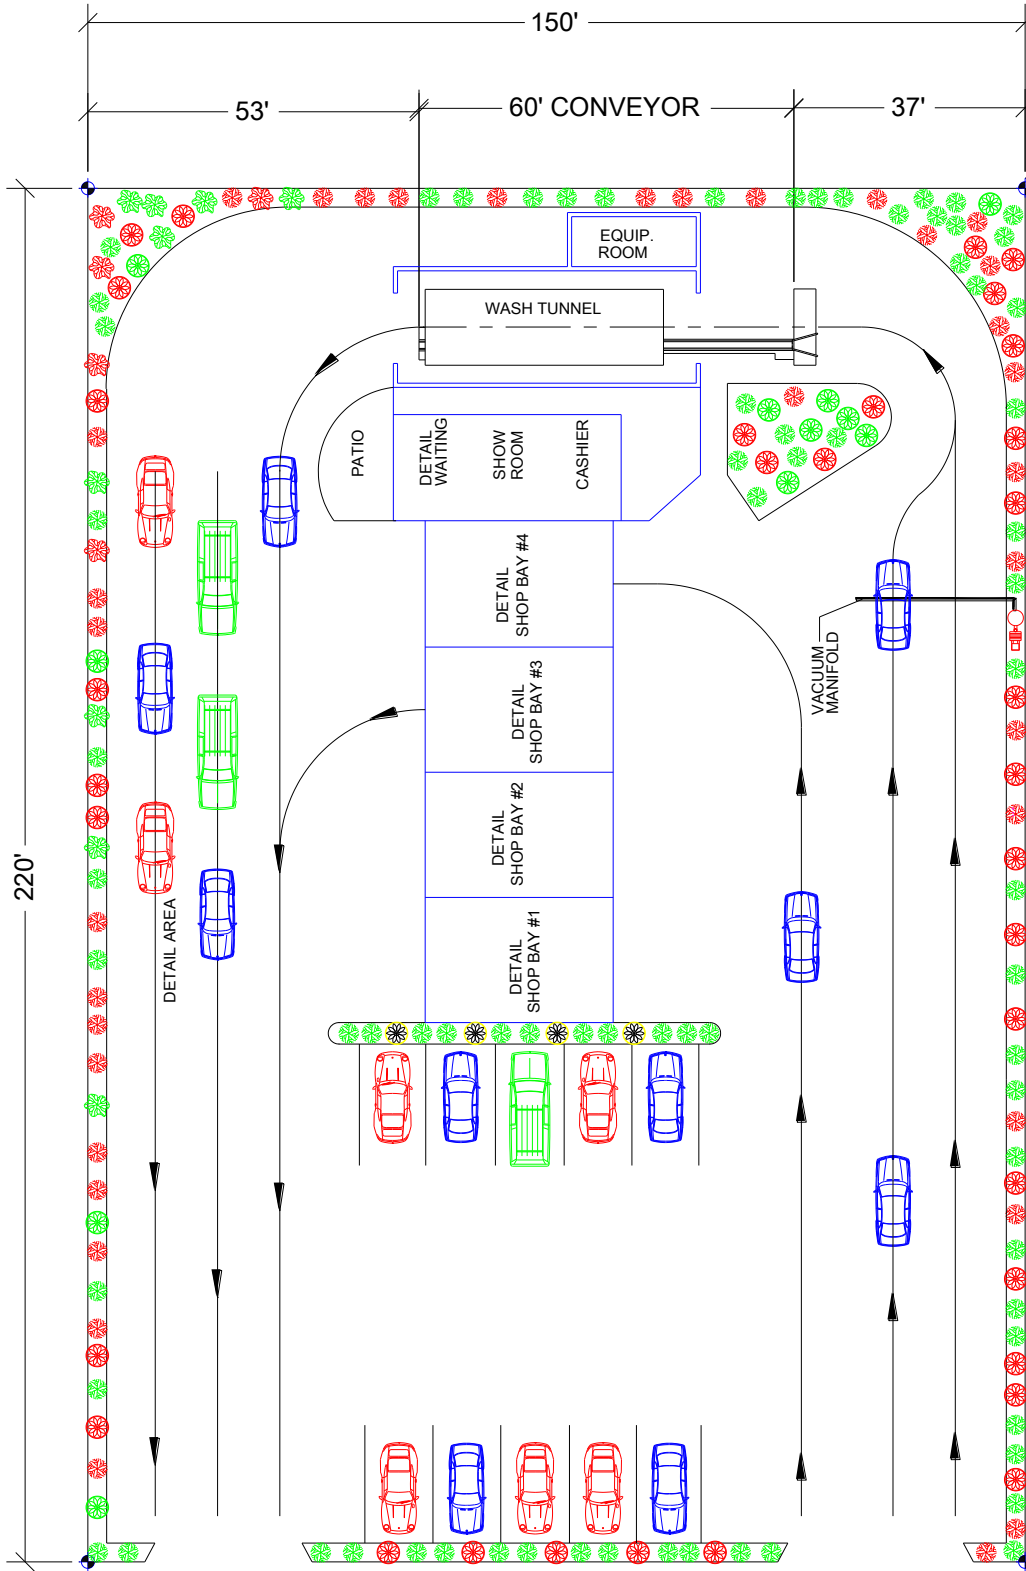 150'
53'
60' CONVEYOR
37'
EQUIP.
ROOM
WASH TUNNEL
PATIO
DETAIL
WAITING
SHOW
ROOM
CASHIER
DETAIL
SHOP BAY #4
DETAIL
SHOP BAY #3
VACUUM
MANIFOLD
DETAIL
SHOP BAY #2
220'
DETAIL AREA
DETAIL
SHOP BAY #1